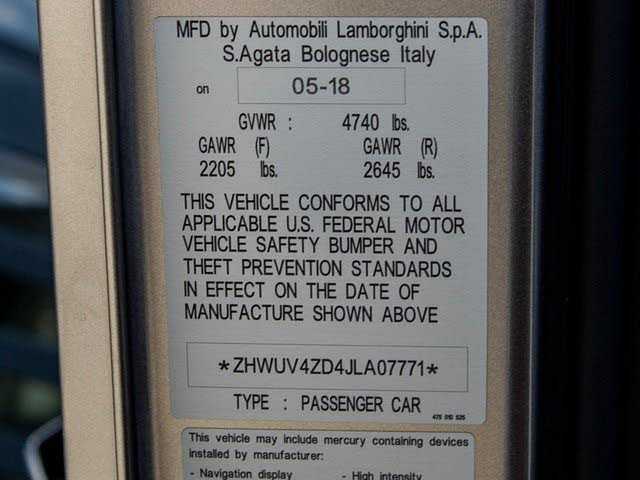 MFD by Automobili Lamborghini S.p.A.
S.Agata Bolognese Italy
on 05-18
GVWR : 4740 lbs.
GAWR (F) GAWR (R)
2205 lbs. 2645 lbs.
THIS VEHICLE CONFORMS TO ALL
APPLICABLE U.S. FEDERAL MOTOR
VEHICLE SAFETY BUMPER AND
THEFT PREVENTION STANDARDS
IN EFFECT ON THE DATE OF
MANUFACTURE SHOWN ABOVE
*ZHWUV4ZD4JLA07771*
TYPE : PASSENGER CAR
This vehicle may include mercury containing devices
installed by manufacturer:
- Navigation display - High intensity